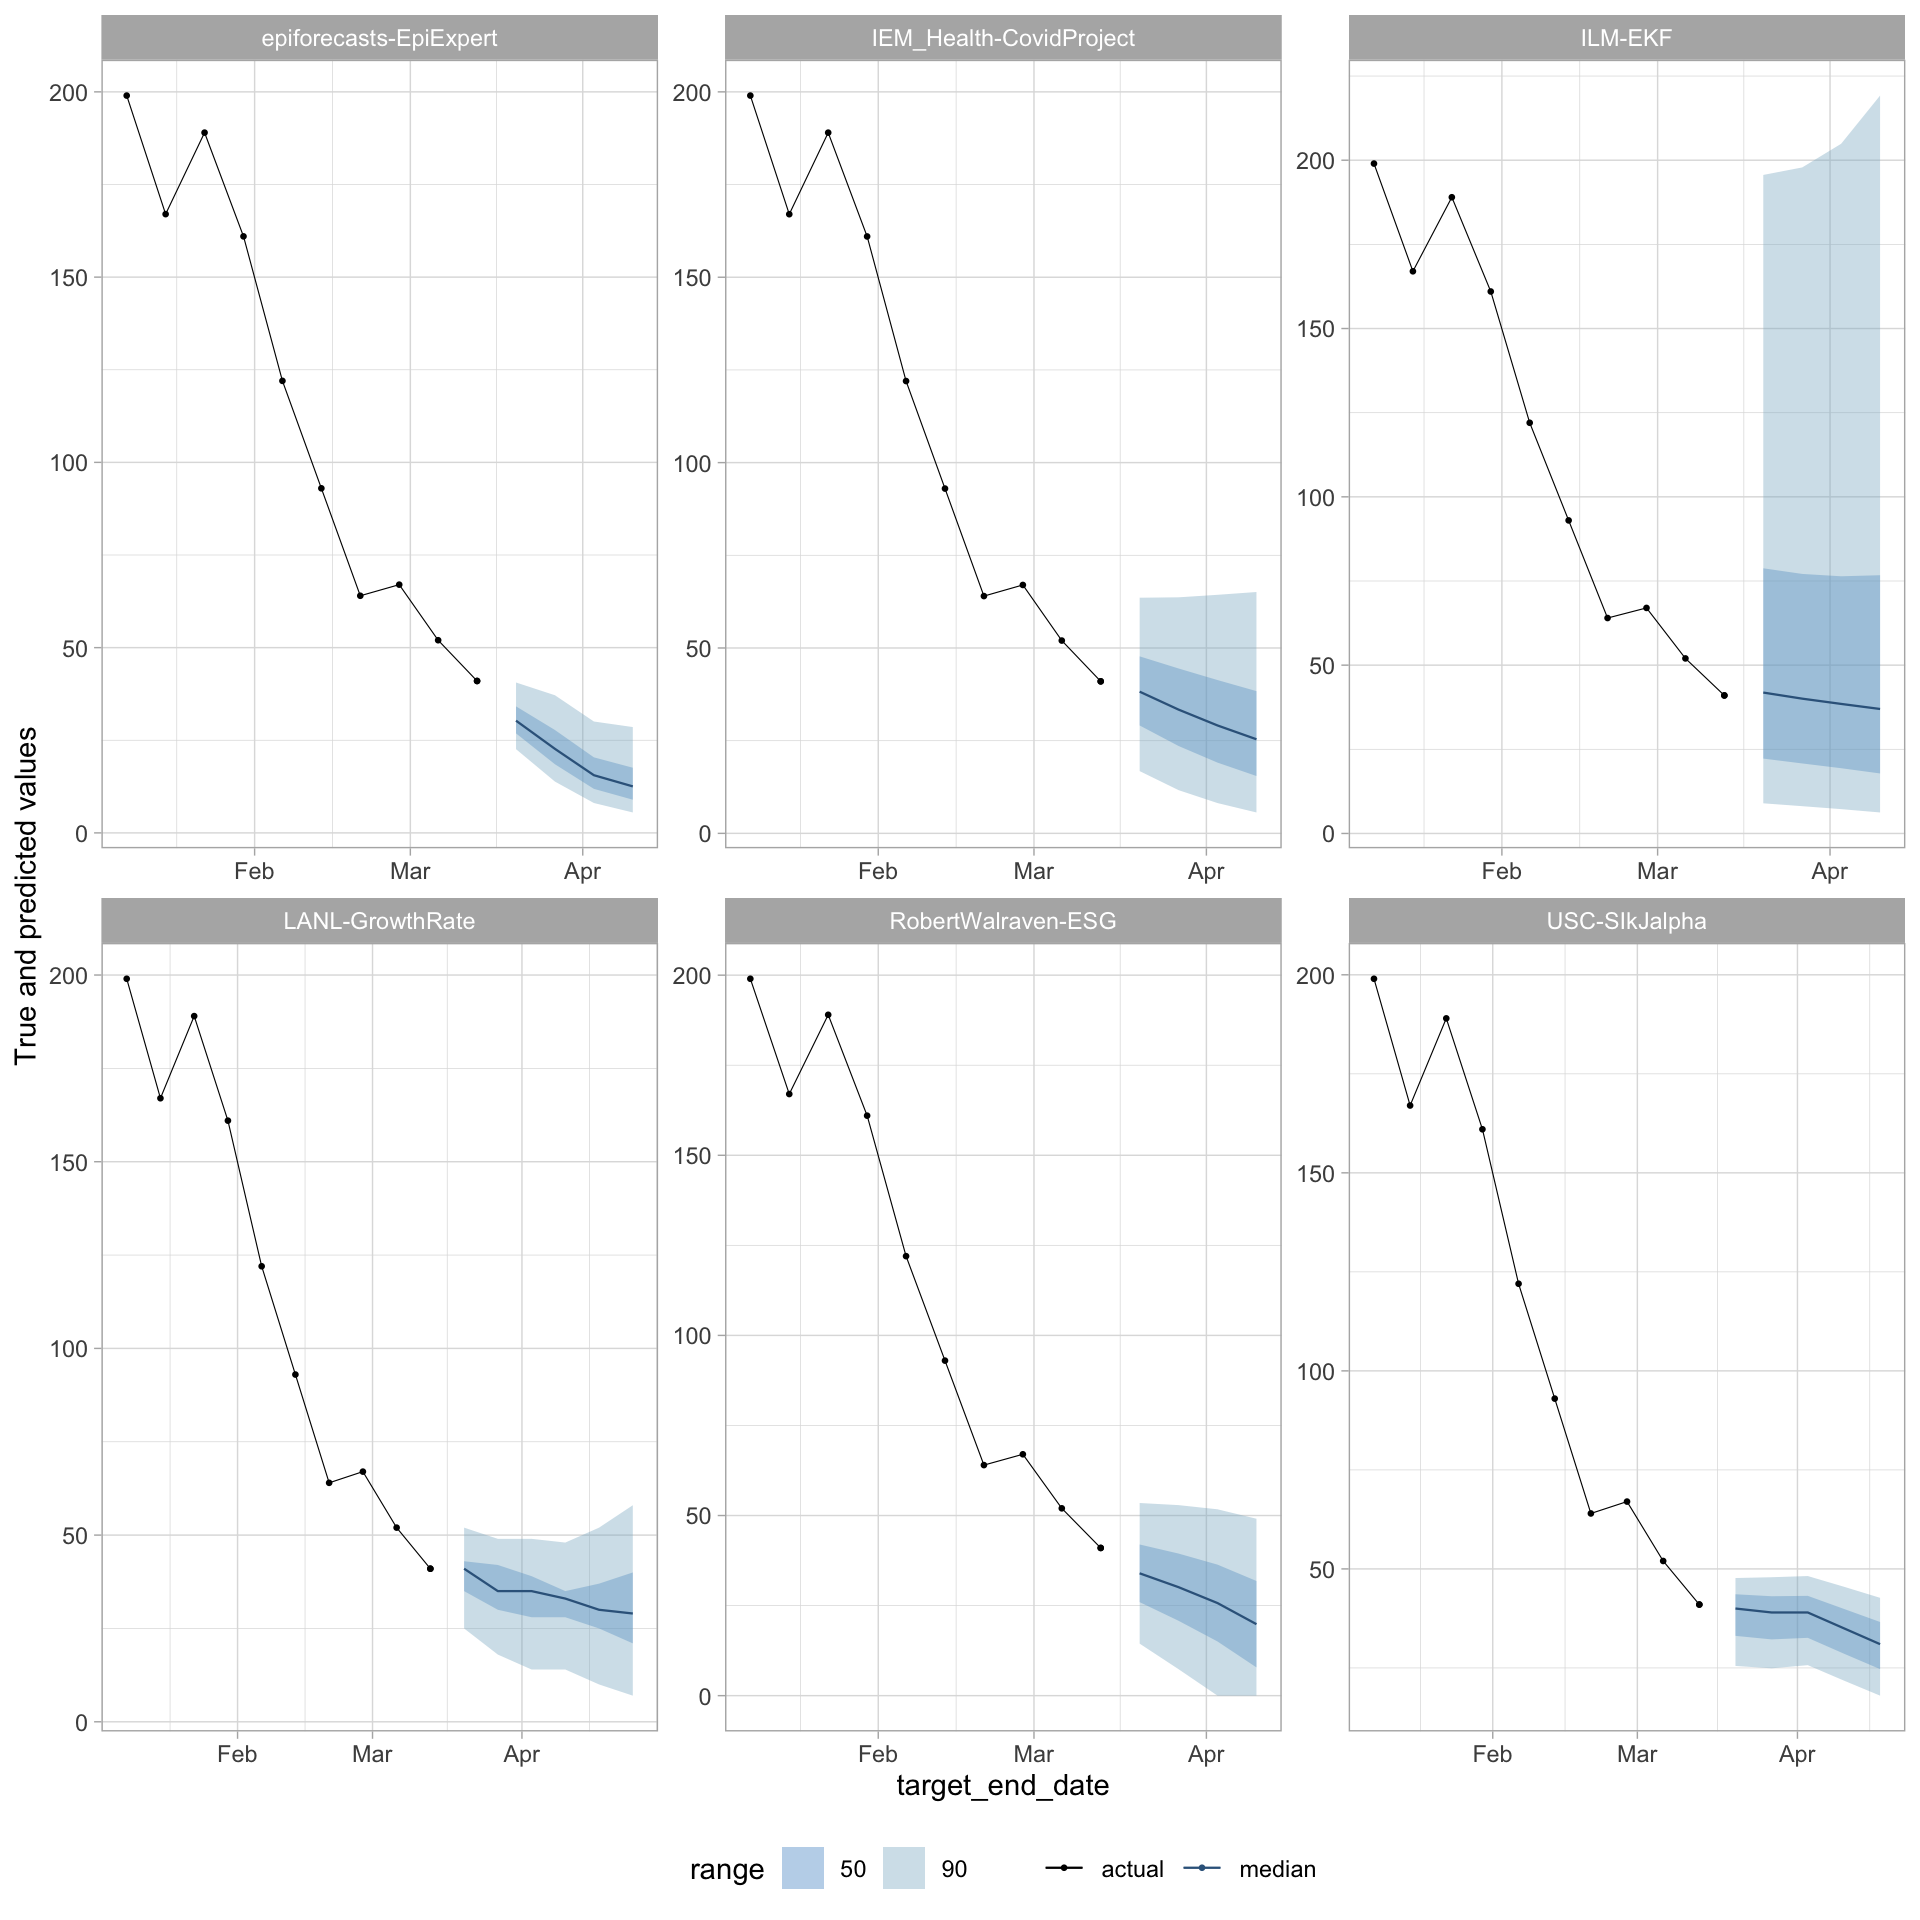 epiforecasts-EpiExpert
IEM_Health-CovidProject
ILM-EKF
200
150
100
50
0
200
150
100
50
0
200
150
100
50
0
Feb Mar Apr
Feb Mar Apr
Feb Mar Apr
LANL-GrowthRate
RobertWalraven-ESG
USC-SIkJalpha
200
150
100
50
0
200
150
100
50
0
200
150
100
50
Feb Mar Apr
Feb Mar Apr
Feb Mar Apr
True and predicted values
target_end_date
range 50 90 actual median